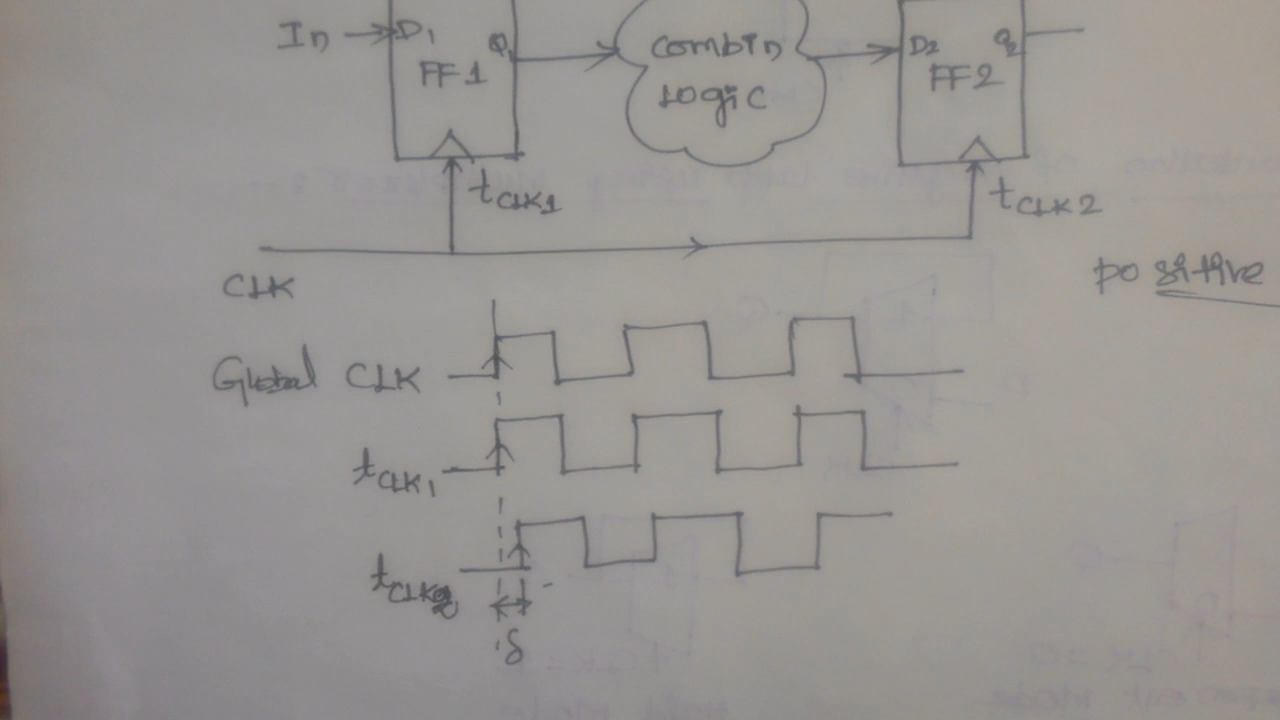 In D1 Q1 combin D2 Q2
FF1 Logic FF2
tCLK1 tCLK2
CLK positive
Global CLK
tCLK1
tCLK2
δ